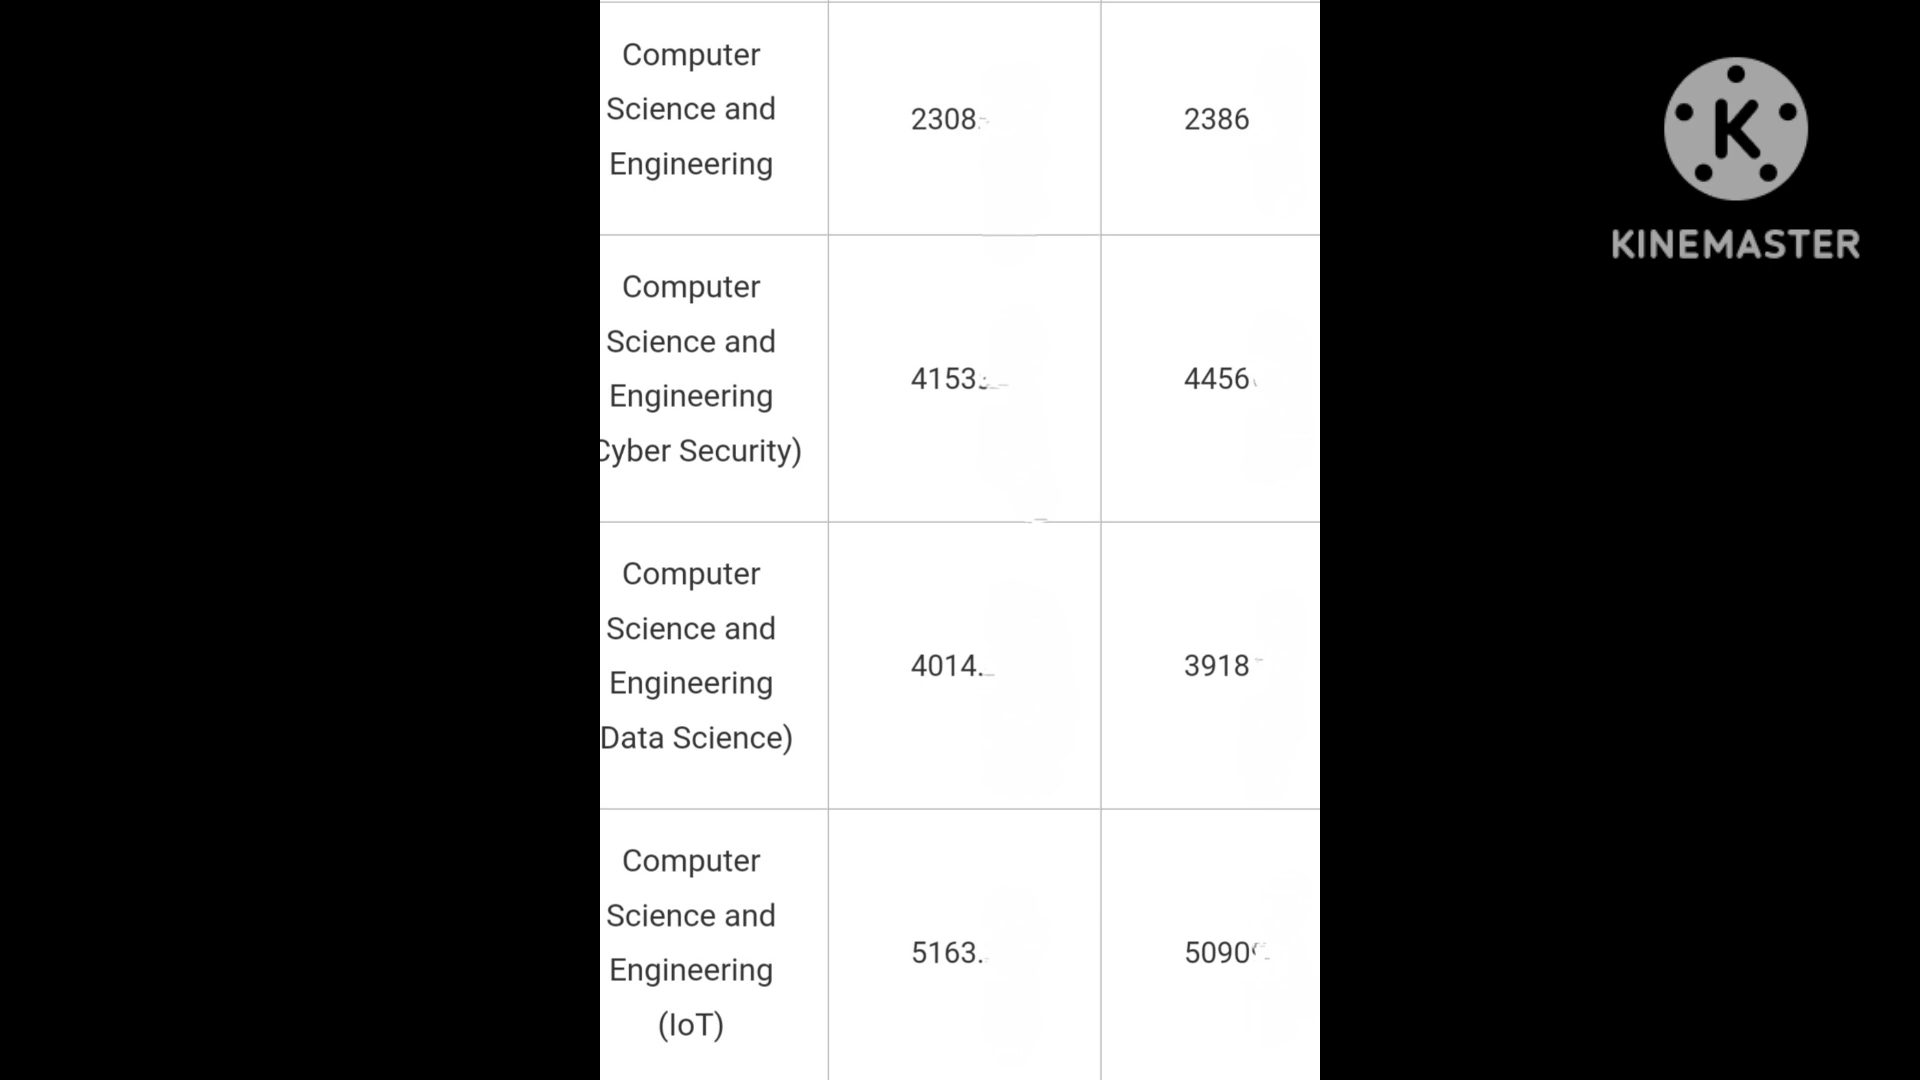 Computer
Science and
Engineering
2308
2386
Computer
Science and
Engineering
Cyber Security)
4153
4456
Computer
Science and
Engineering
Data Science)
4014.
3918
Computer
Science and
Engineering
(IoT)
5163.
5090
K
KINEMASTER